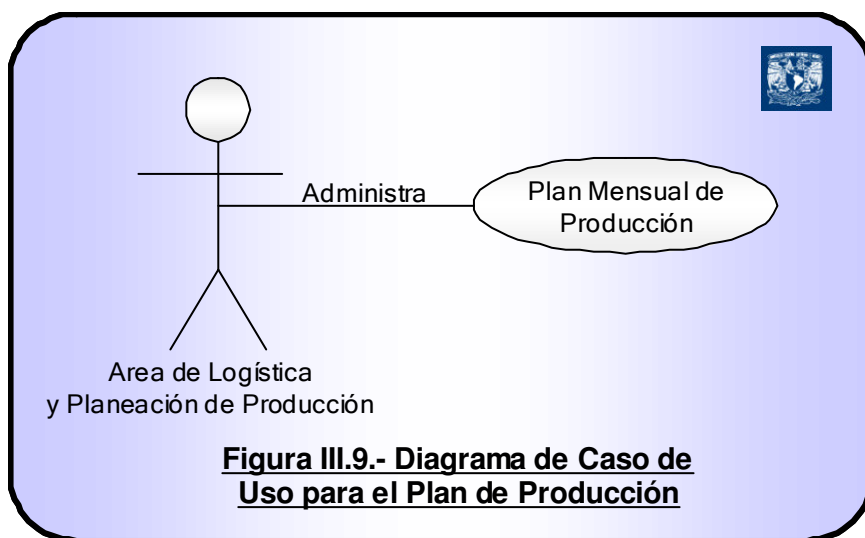 Administra
Plan Mensual de
Producción
Area de Logística
y Planeación de Producción
Figura III.9.- Diagrama de Caso de
Uso para el Plan de Producción